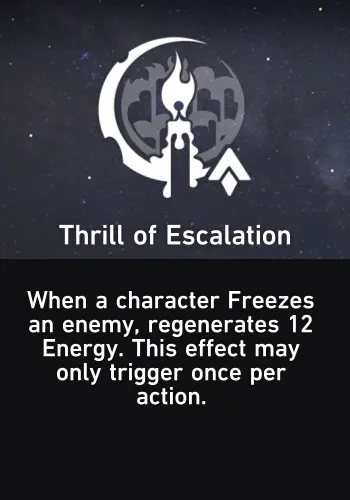 Thrill of Escalation
When a character Freezes
an enemy, regenerates 12
Energy. This effect may
only trigger once per
action.